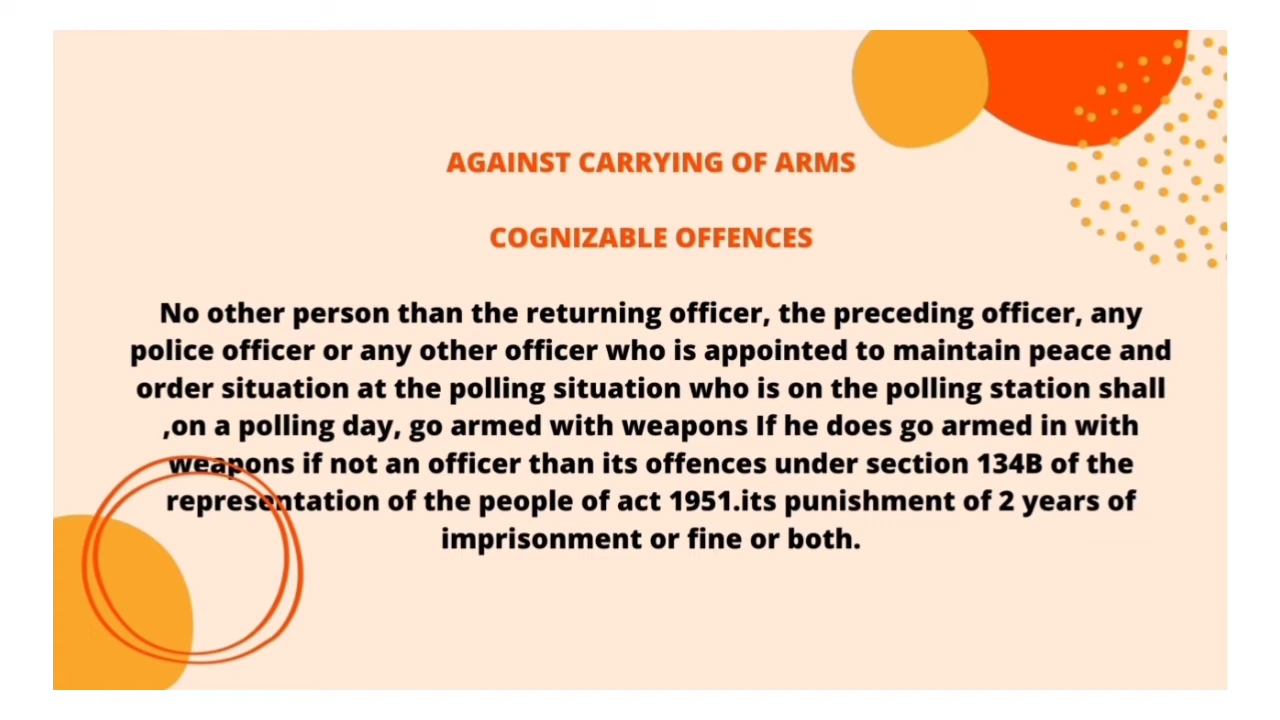 AGAINST CARRYING OF ARMS
COGNIZABLE OFFENCES
No other person than the returning officer, the preceding officer, any
police officer or any other officer who is appointed to maintain peace and
order situation at the polling situation who is on the polling station shall
,on a polling day, go armed with weapons If he does go armed in with
weapons if not an officer than its offences under section 134B of the
representation of the people of act 1951.its punishment of 2 years of
imprisonment or fine or both.